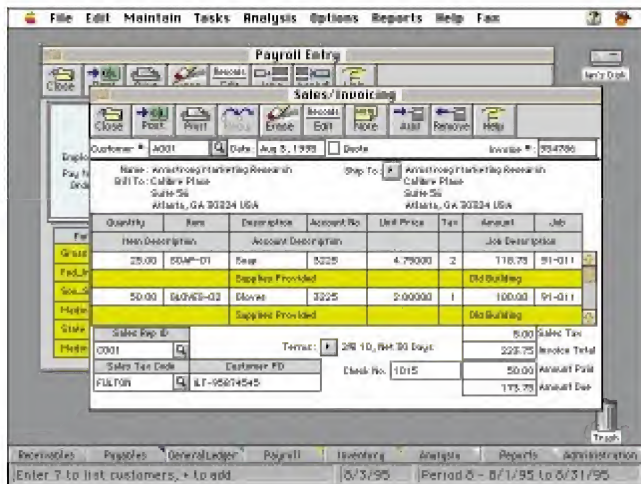 File Edit Maintain Tasks Analysis Options Reports Help Fax
Payroll Entry
Close
Sales/Invoicing
Close Post Print Erase Records Edit Note Add Remove Help
Customer #: A001 Date: Aug 3, 1995 Quote Invoice #: 934786
Name: Armstrong Marketing Research Ship To: Armstrong Marketing Research
Bill To: Calibre Place Calibre Place
Suite 56 Suite 56
Atlanta, GA 30324 USA Atlanta, GA 30324 USA
Quantity Item Description Account No Unit Price Tax Amount Job
Item Description Account Description Job Description
25.00 SOAP-01 Soap 3225 4.75000 2 118.75 91-011
Supplies Provided Old Building
50.00 GLOVES-02 Gloves 3225 2.00000 1 100.00 91-011
Supplies Provided Old Building
Sales Rep ID 5.00 Sales Tax
C001 Terms: 2% 10, Net 30 Days 223.75 Invoice Total
Sales Tax Code Customer PO Check No. 1015 50.00 Amount Paid
FULTON 173.75 Amount Due
Trash
Receivables Payables General Ledger Payroll Inventory Analysis Reports Administration
Enter ? to list customers, + to add 8/3/95 Period 8 - 8/1/95 to 8/31/95